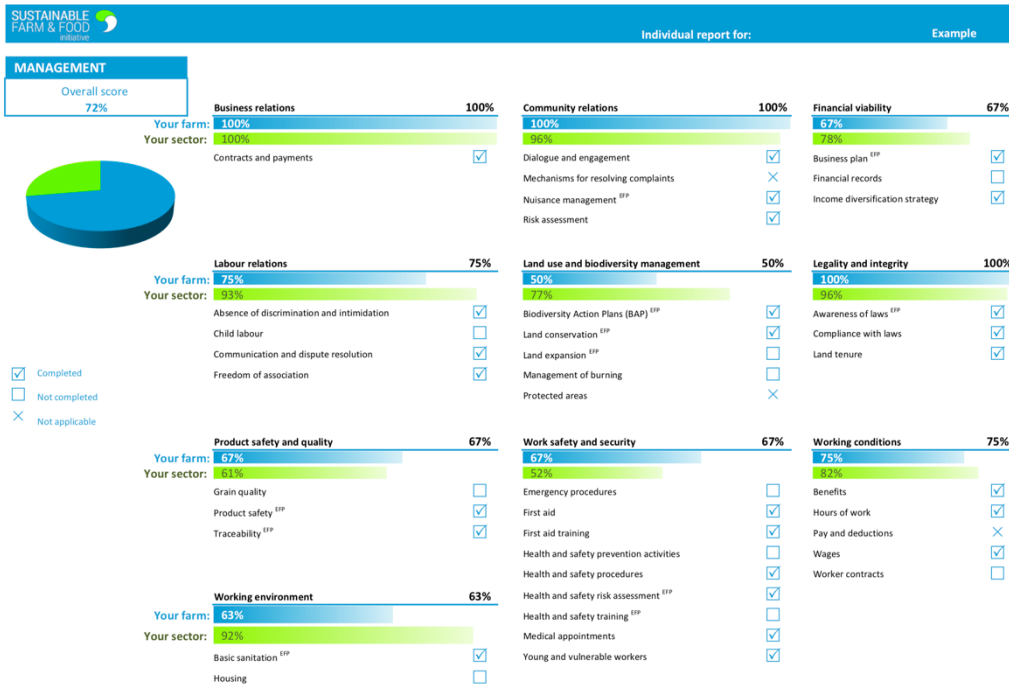 SUSTAINABLE
FARM & FOOD
initiative
Individual report for: Example
MANAGEMENT
Overall score
72%
Business relations 100%
Your farm: 100%
Your sector: 100%
Contracts and payments
Community relations 100%
100%
96%
Dialogue and engagement
Mechanisms for resolving complaints
Nuisance management EFP
Risk assessment
Financial viability 67%
67%
78%
Business plan EFP
Financial records
Income diversification strategy
Labour relations 75%
Your farm: 75%
Your sector: 93%
Absence of discrimination and intimidation
Child labour
Communication and dispute resolution
Freedom of association
Land use and biodiversity management 50%
50%
77%
Biodiversity Action Plans (BAP) EFP
Land conservation EFP
Land expansion EFP
Management of burning
Protected areas
Legality and integrity 100%
100%
96%
Awareness of laws EFP
Compliance with laws
Land tenure
Completed
Not completed
Not applicable
Product safety and quality 67%
Your farm: 67%
Your sector: 61%
Grain quality
Product safety EFP
Traceability EFP
Work safety and security 67%
67%
52%
Emergency procedures
First aid
First aid training
Health and safety prevention activities
Health and safety procedures
Health and safety risk assessment EFP
Health and safety training EFP
Medical appointments
Young and vulnerable workers
Working conditions 75%
75%
82%
Benefits
Hours of work
Pay and deductions
Wages
Worker contracts
Working environment 63%
Your farm: 63%
Your sector: 92%
Basic sanitation EFP
Housing